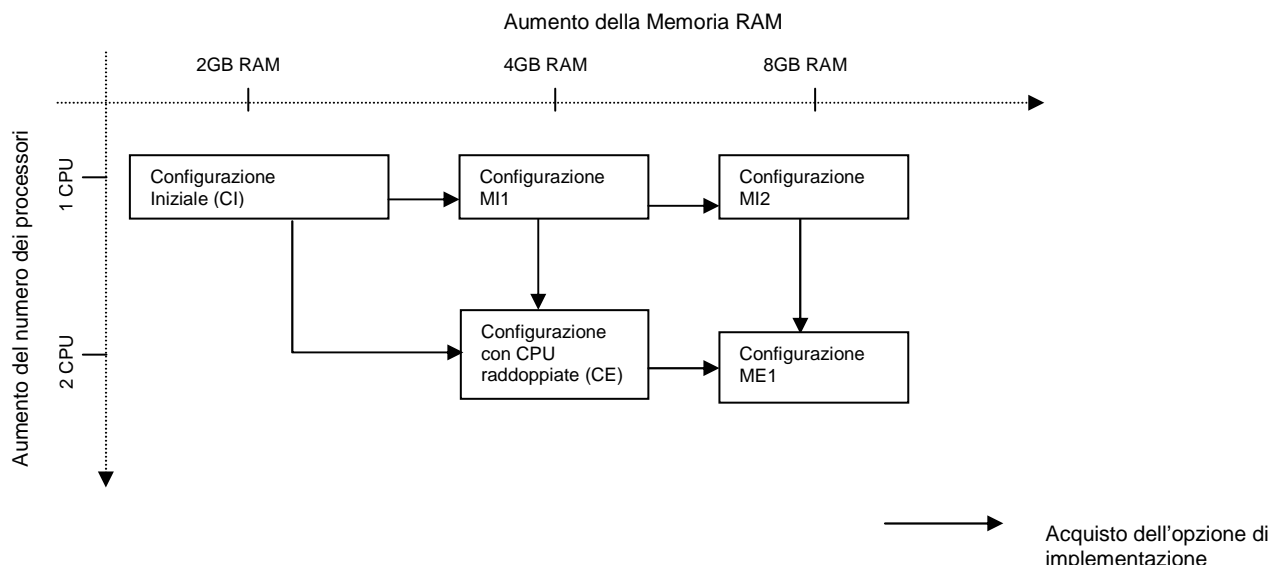 Aumento della Memoria RAM
2GB RAM
4GB RAM
8GB RAM
Aumento del numero dei processori
1 CPU
Configurazione
Iniziale (CI)
Configurazione
MI1
Configurazione
MI2
2 CPU
Configurazione
con CPU
raddoppiate (CE)
Configurazione
ME1
Acquisto dell'opzione di
implementazione